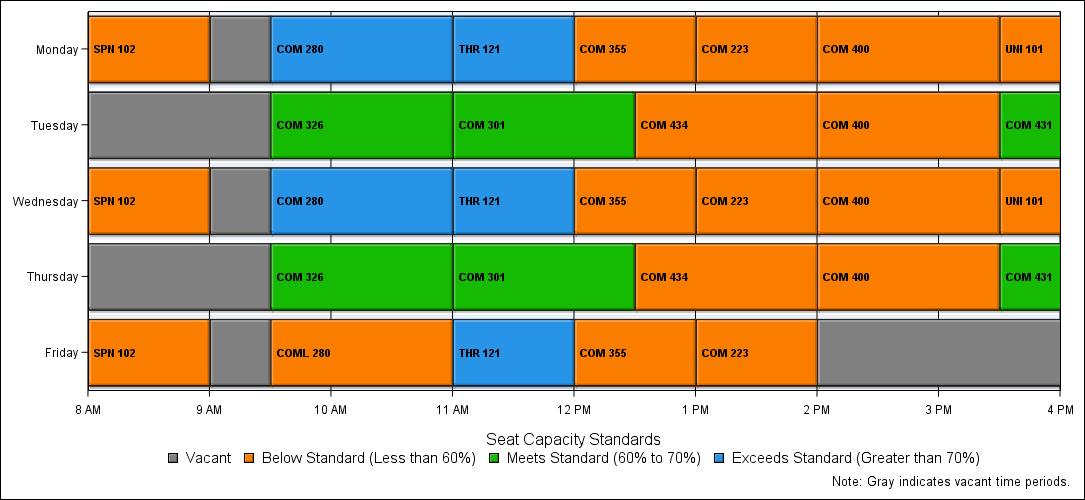 Monday SPN 102 COM 280 THR 121 COM 355 COM 223 COM 400 UNI 101
Tuesday COM 326 COM 301 COM 434 COM 400 COM 431
Wednesday SPN 102 COM 280 THR 121 COM 355 COM 223 COM 400 UNI 101
Thursday COM 326 COM 301 COM 434 COM 400 COM 431
Friday SPN 102 COML 280 THR 121 COM 355 COM 223
8 AM 9 AM 10 AM 11 AM 12 PM 1 PM 2 PM 3 PM 4 PM
Seat Capacity Standards
Vacant Below Standard (Less than 60%) Meets Standard (60% to 70%) Exceeds Standard (Greater than 70%)
Note: Gray indicates vacant time periods.